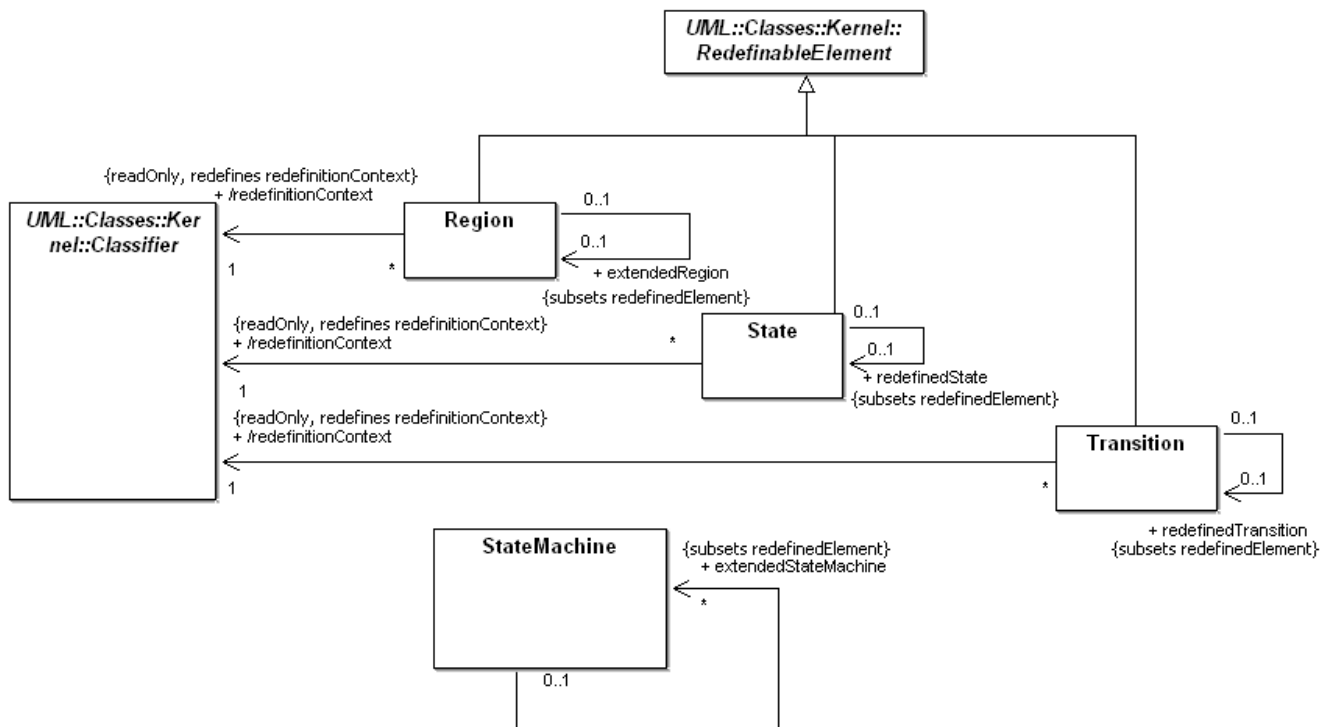 UML::Classes::Kernel::
RedefinableElement
{readOnly, redefines redefinitionContext}
+ /redefinitionContext
UML::Classes::Ker
nel::Classifier
1
*
Region
0..1
0..1
+ extendedRegion
{subsets redefinedElement}
{readOnly, redefines redefinitionContext}
+ /redefinitionContext
1
*
State
0..1
0..1
+ redefinedState
{subsets redefinedElement}
{readOnly, redefines redefinitionContext}
+ /redefinitionContext
1
*
Transition
0..1
0..1
+ redefinedTransition
{subsets redefinedElement}
StateMachine
{subsets redefinedElement}
+ extendedStateMachine
*
0..1